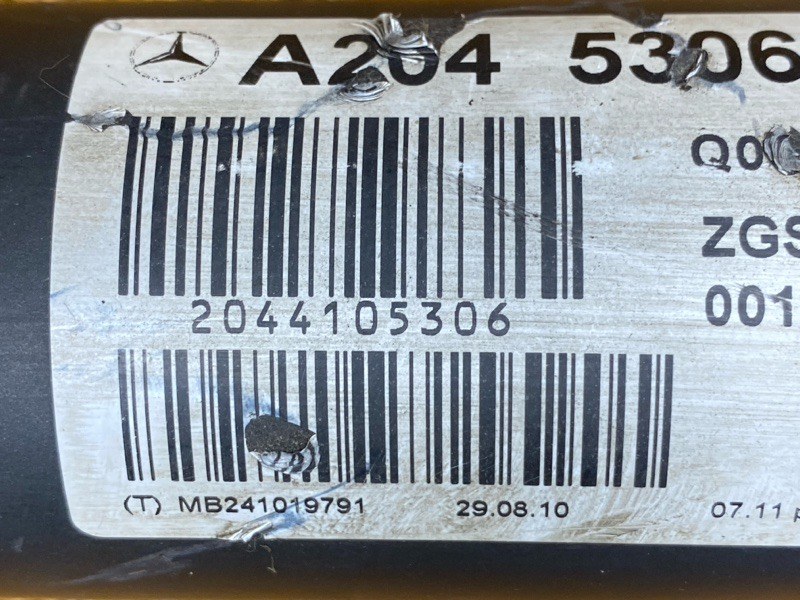 A204 5306
Q0
ZGS
2044105306
001
(T) MB241019791 29.08.10 07.11